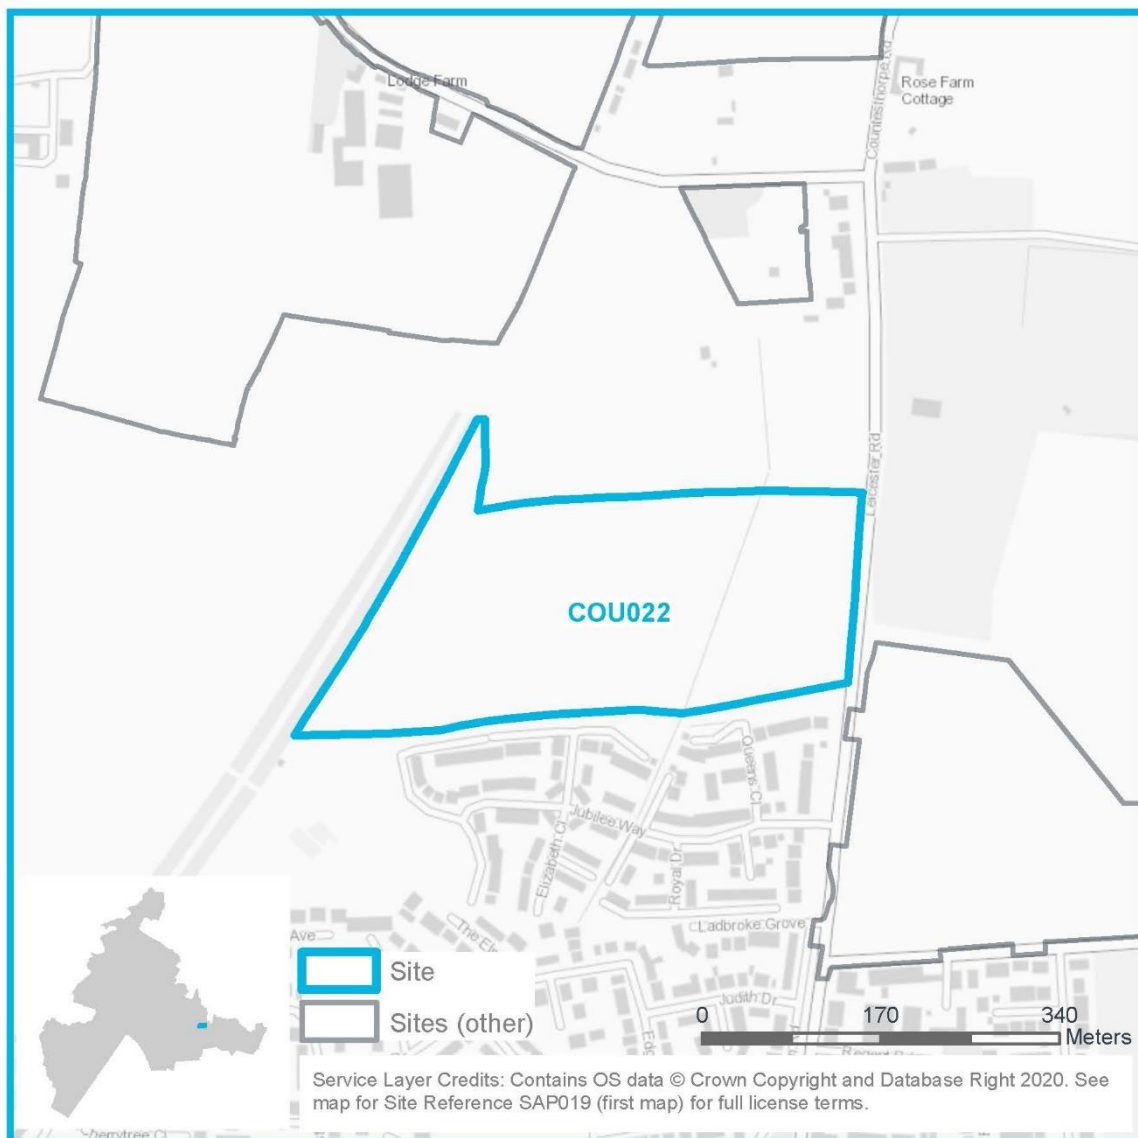 Lodge Farm
Countesthorpe Rd
Rose Farm
Cottage
Leicester Rd
COU022
Queens Cl
Jubilee Way
Elizabeth Cl
Royal Dr
Ladbroke Grove
Ave
The
Judith Dr
Site
Sites (other)
0 170 340
Meters
Service Layer Credits: Contains OS data © Crown Copyright and Database Right 2020. See
map for Site Reference SAP019 (first map) for full license terms.
Cherrytree Cl